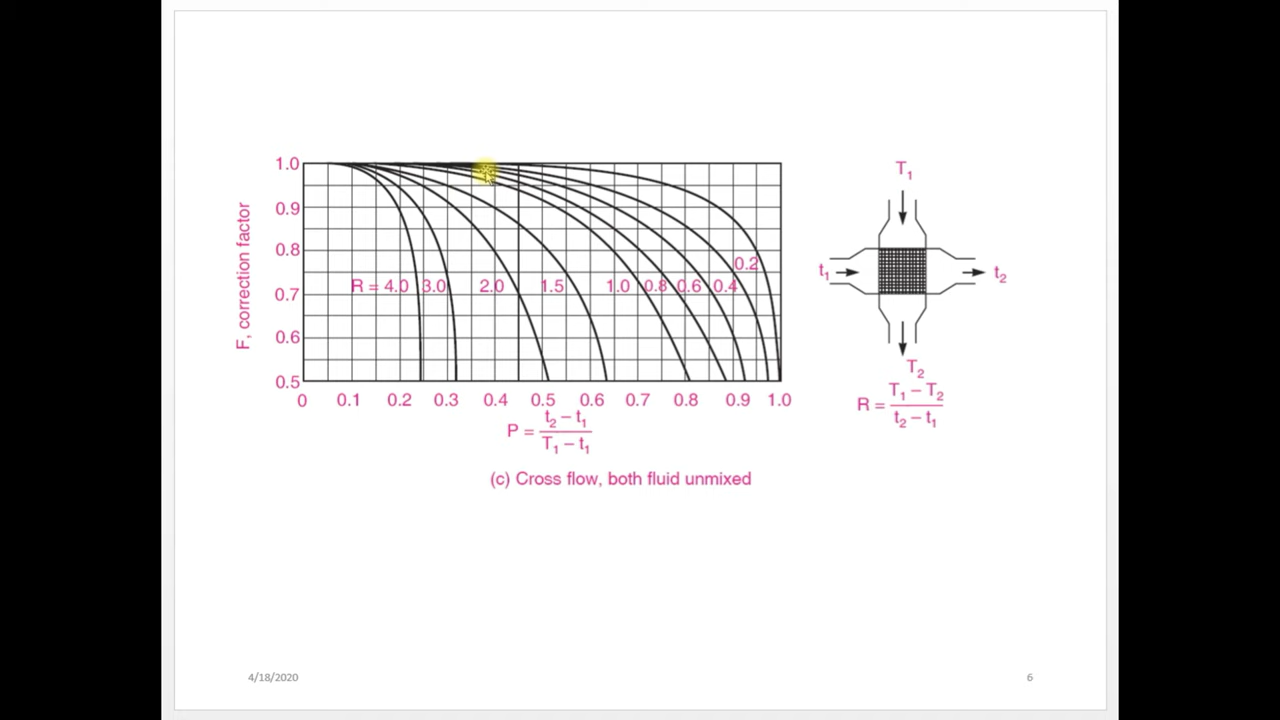 F, correction factor
1.0
0.9
0.8
0.7
0.6
0.5
R = 4.0 3.0 2.0 1.5 1.0 0.8 0.6 0.4 0.2
0 0.1 0.2 0.3 0.4 0.5 0.6 0.7 0.8 0.9 1.0
P = (t₂ – t₁) / (T₁ – t₁)
(c) Cross flow, both fluid unmixed
T₁
t₁
t₂
T₂
R = (T₁ – T₂) / (t₂ – t₁)
4/18/2020
6